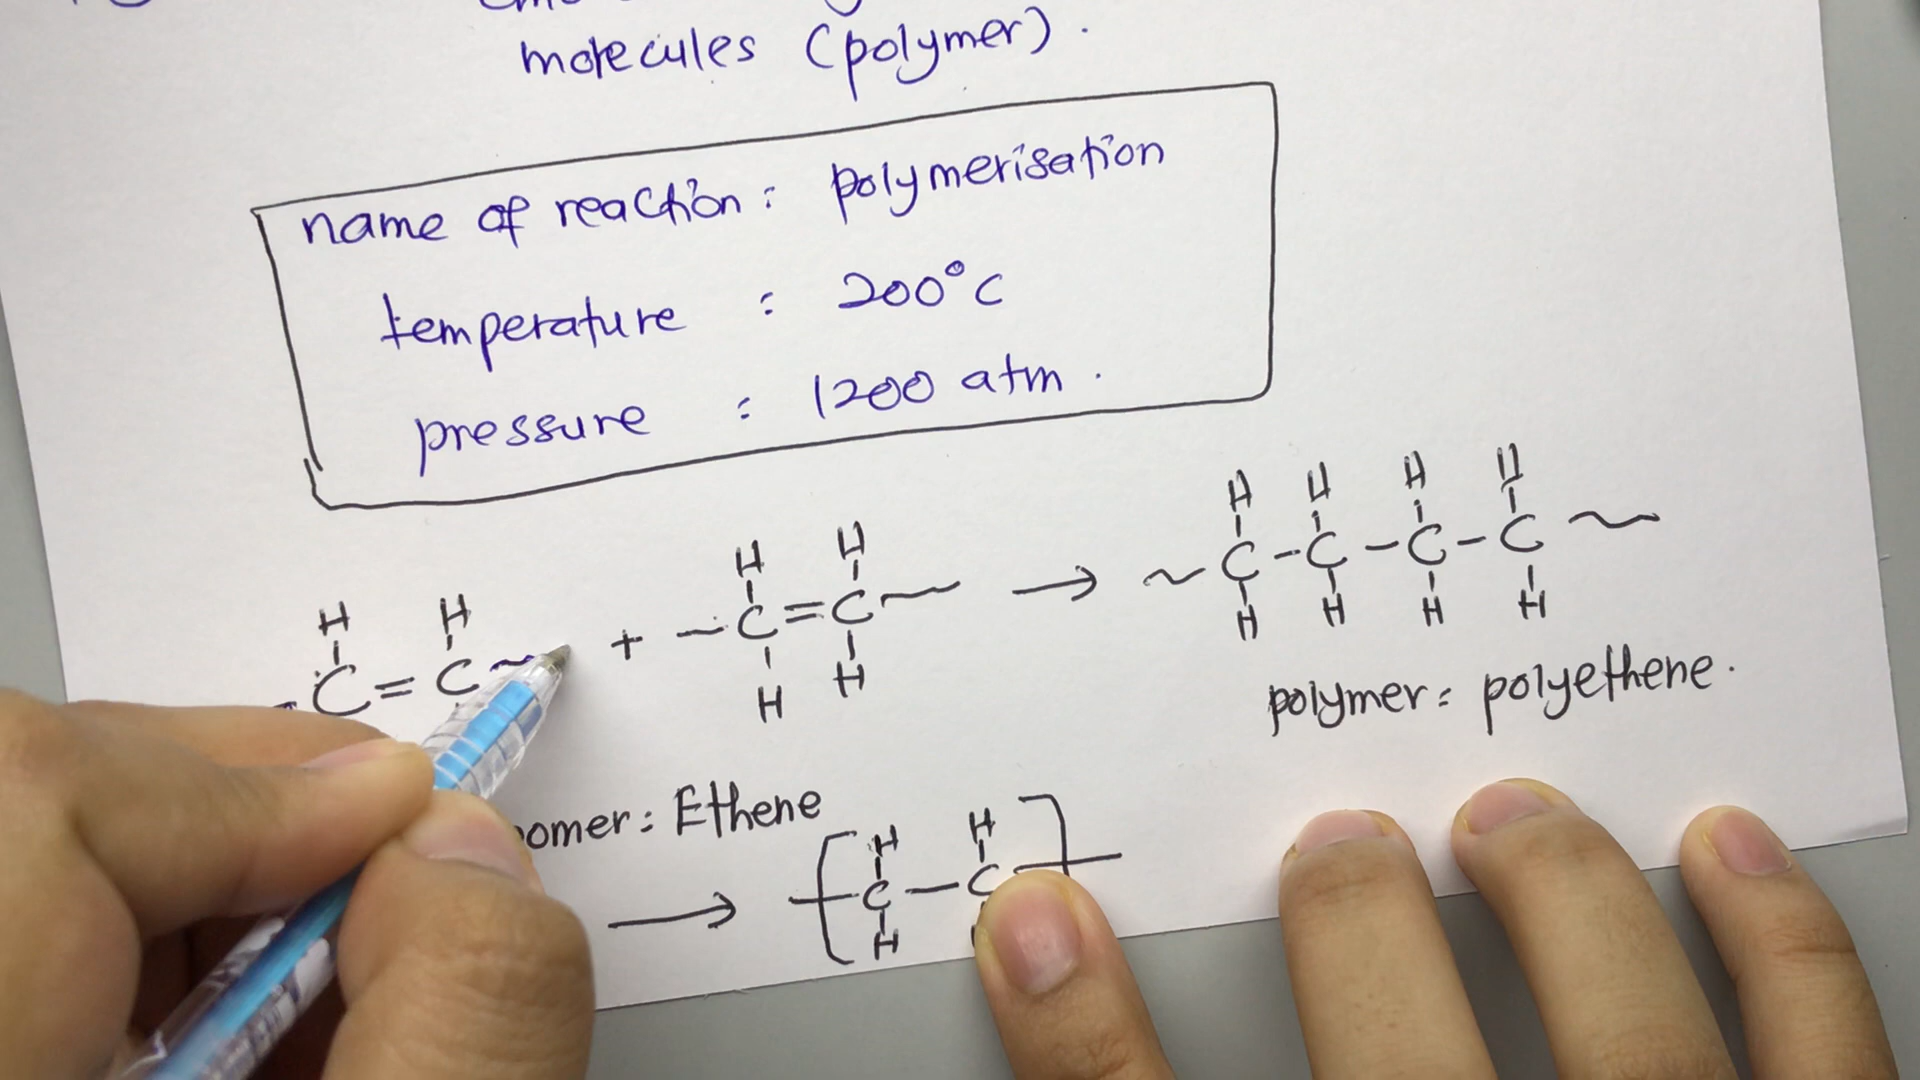 molecules (polymer).
name of reaction : polymerisation
temperature : 200°C
pressure : 1200 atm.
H H H H H H H H
C = C + C = C → C - C - C - C
H H H H H H
polymer = polyethene.
omer : Ethene
H H
→ [ C - C ]
H